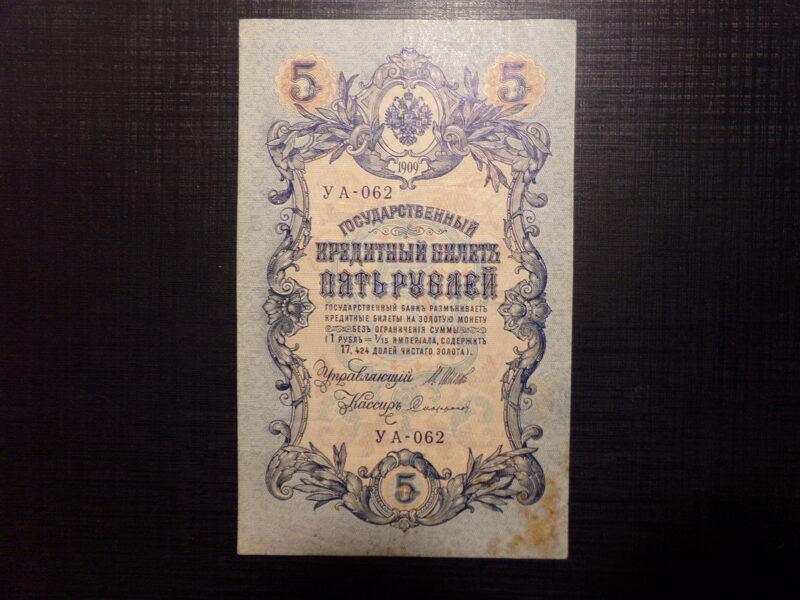 5 5
1909
УА-062
ГОСУДАРСТВЕННЫЙ
КРЕДИТНЫЙ БИЛЕТЪ
ПЯТЬ РУБЛЕЙ
ГОСУДАРСТВЕННЫЙ БАНКЪ РАЗМѢНИВАЕТЪ
КРЕДИТНЫЕ БИЛЕТЫ НА ЗОЛОТУЮ МОНЕТУ
БЕЗЪ ОГРАНИЧЕНІЯ СУММЫ
(1 РУБЛЬ = 1/15 ИМПЕРІАЛА, СОДЕРЖИТЪ
17,424 ДОЛЕЙ ЧИСТАГО ЗОЛОТА).
Управляющій
Кассиръ
УА-062
5